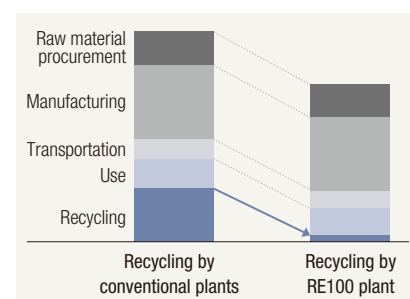 Raw material
procurement
Manufacturing
Transportation
Use
Recycling
Recycling by
conventional plants
Recycling by
RE100 plant